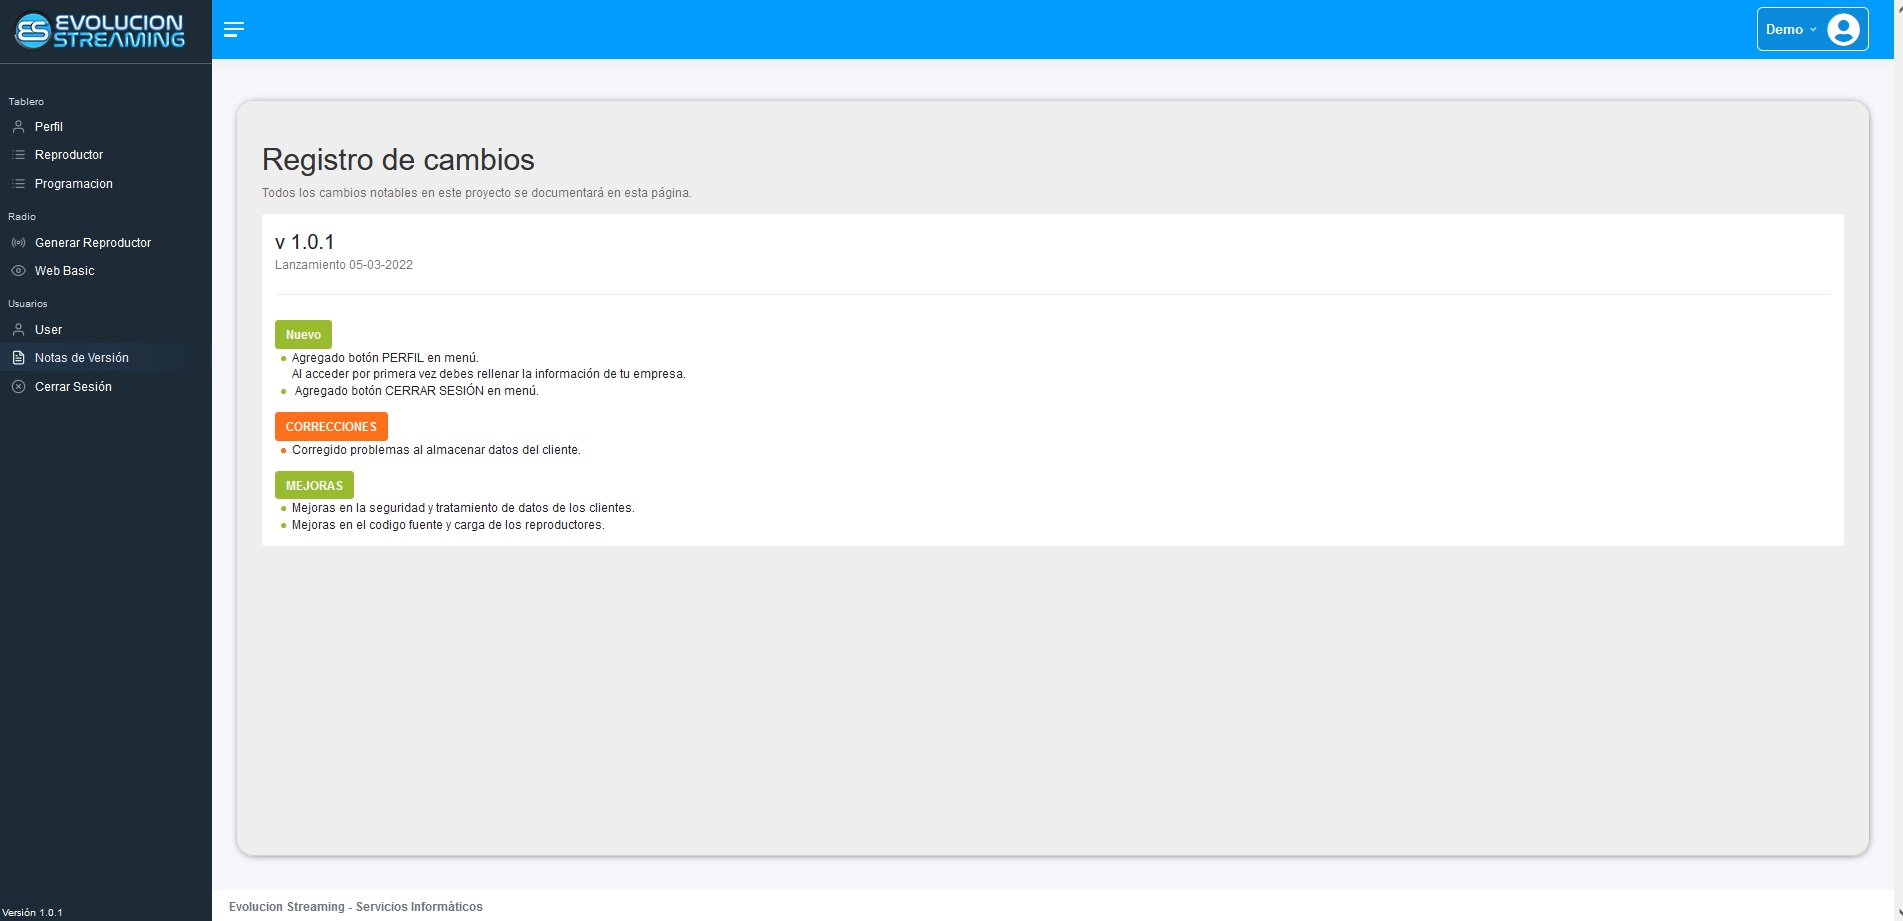 EVOLUCION
STREAMING
Demo
Tablero
Perfil
Reproductor
Programacion
Radio
Generar Reproductor
Web Basic
Usuarios
User
Notas de Versión
Cerrar Sesión
Versión 1.0.1
Registro de cambios
Todos los cambios notables en este proyecto se documentará en esta página.
v 1.0.1
Lanzamiento 05-03-2022
Nuevo
Agregado botón PERFIL en menú.
Al acceder por primera vez debes rellenar la información de tu empresa.
Agregado botón CERRAR SESIÓN en menú.
CORRECCIONES
Corregido problemas al almacenar datos del cliente.
MEJORAS
Mejoras en la seguridad y tratamiento de datos de los clientes.
Mejoras en el codigo fuente y carga de los reproductores.
Evolucion Streaming - Servicios Informáticos